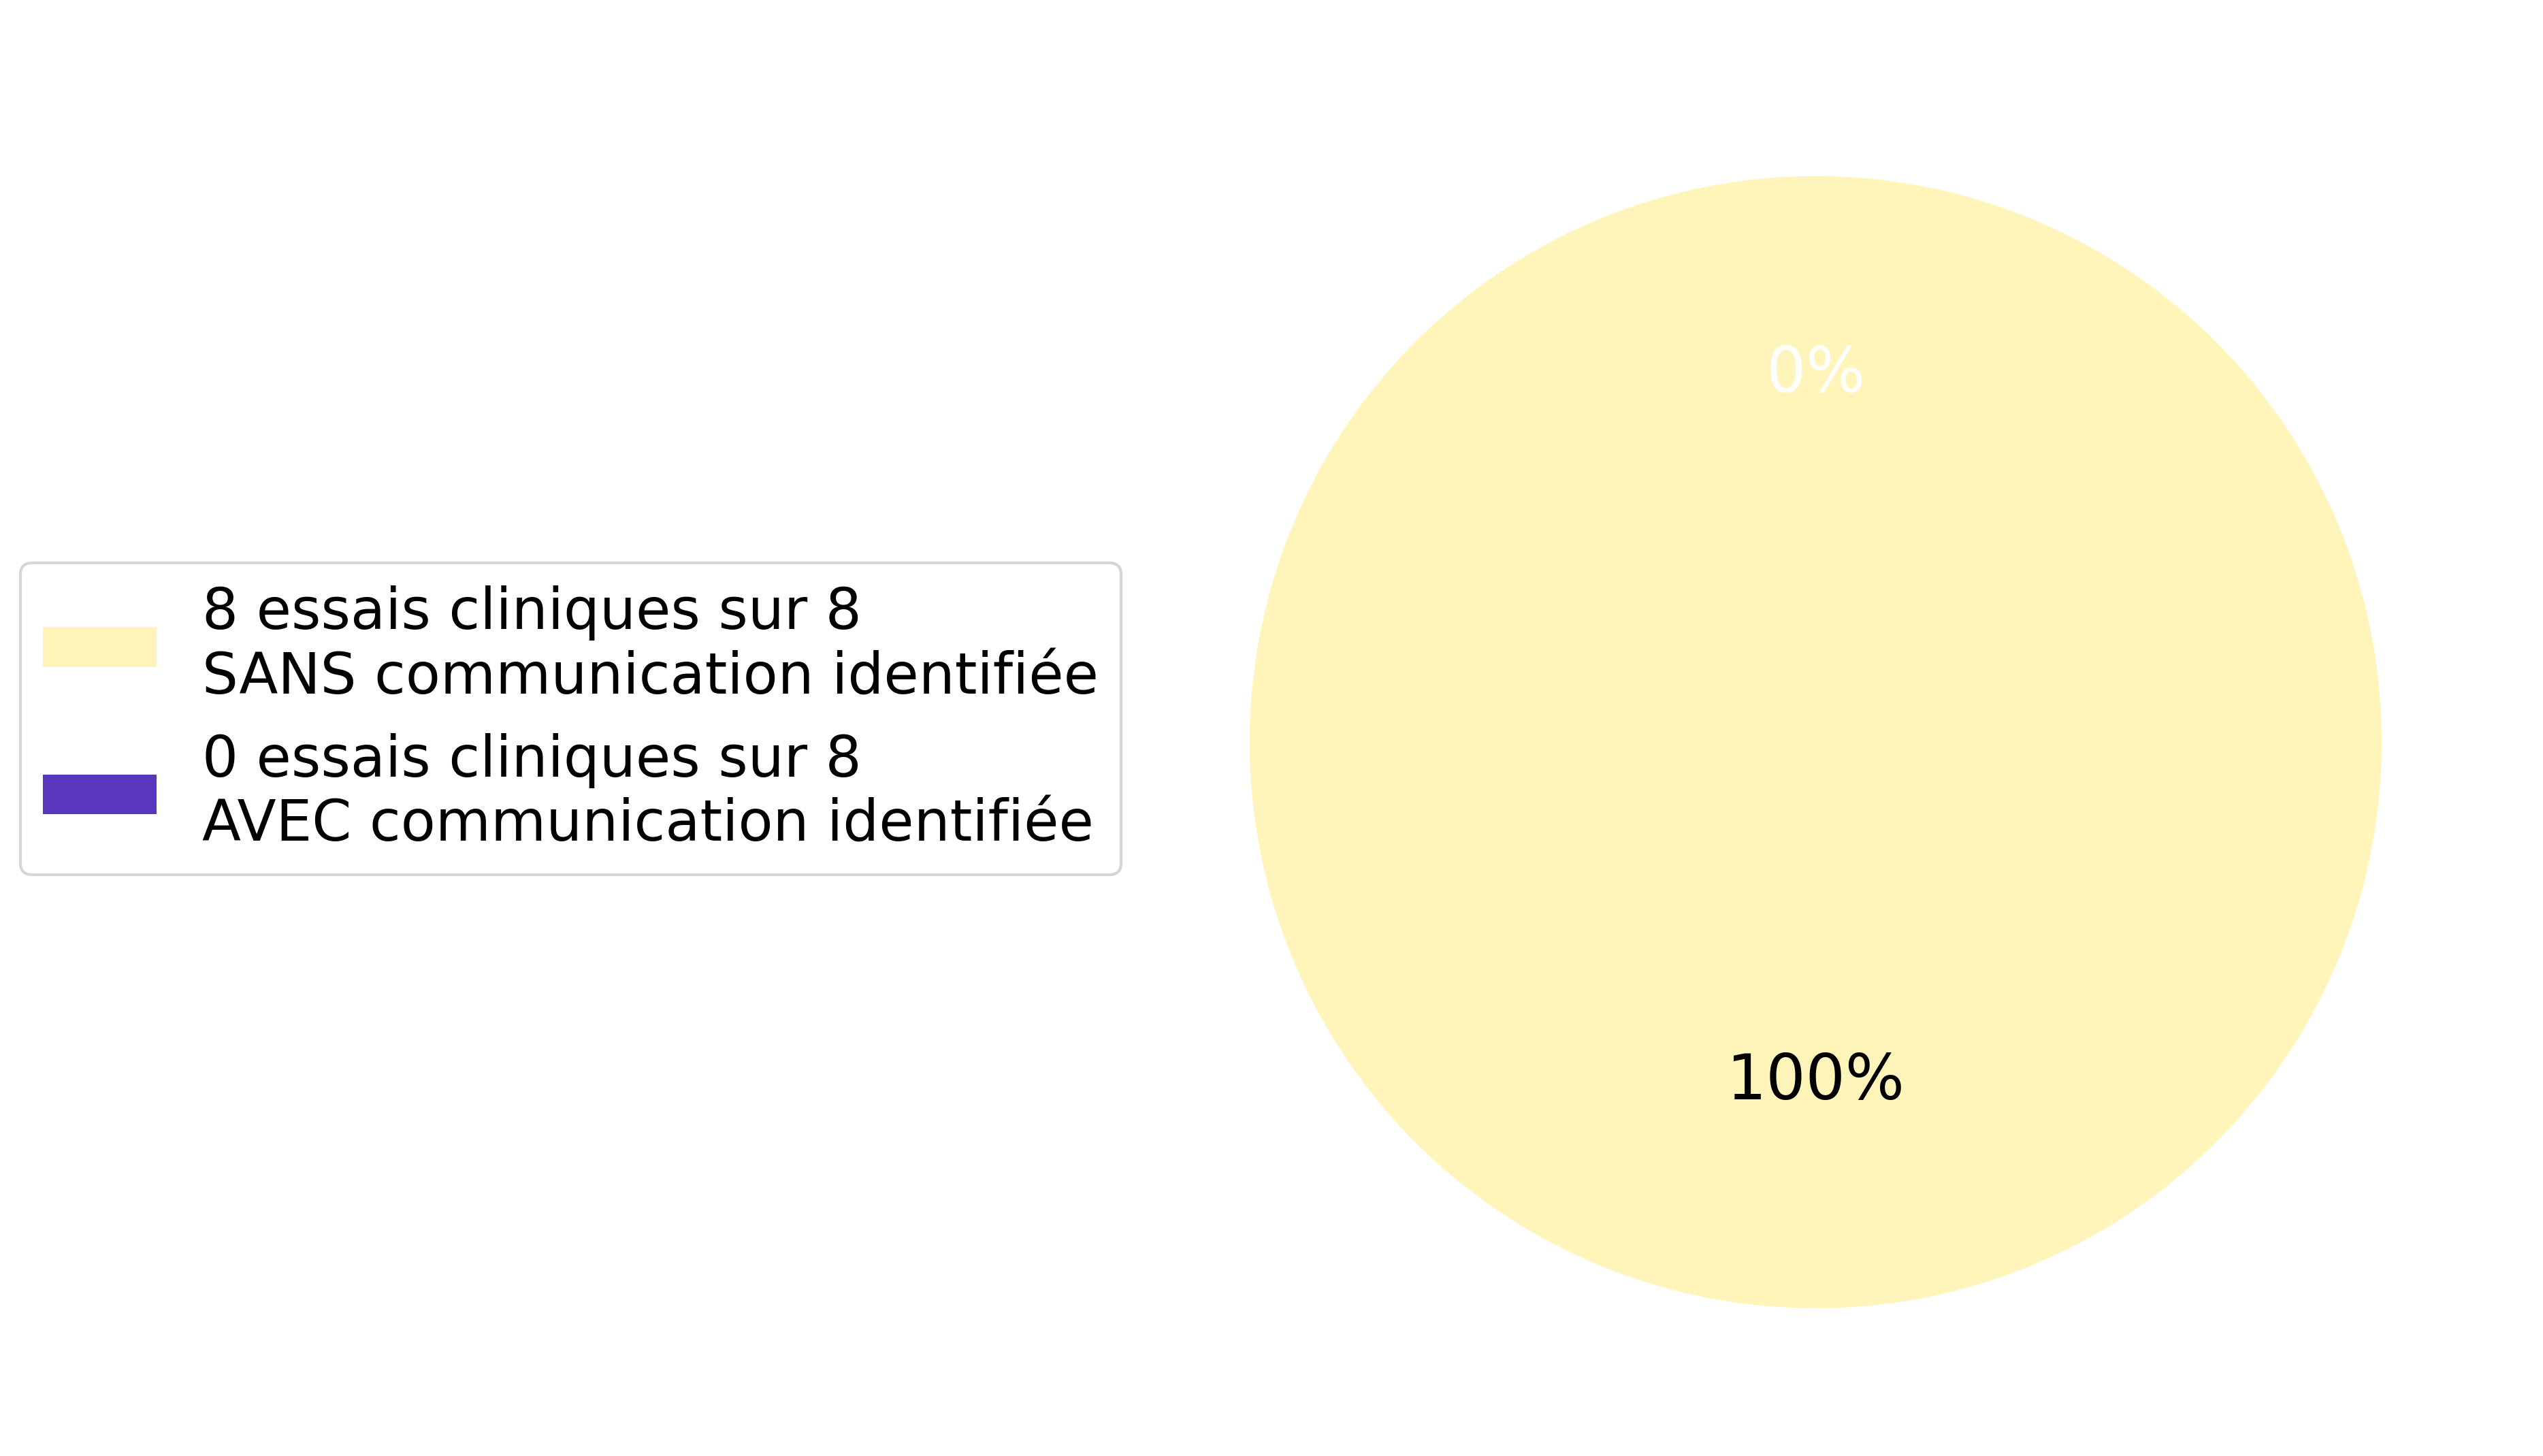 8 essais cliniques sur 8
SANS communication identifiée
0 essais cliniques sur 8
AVEC communication identifiée
0%
100%